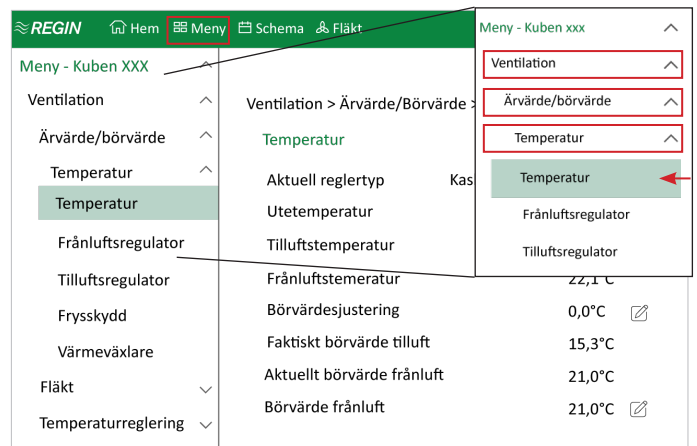 REGIN Hem Meny Schema Fläkt
Meny - Kuben XXX
Ventilation
Ärvärde/börvärde
Temperatur
Temperatur
Frånluftsregulator
Tilluftsregulator
Frysskydd
Värmeväxlare
Fläkt
Temperaturreglering
Ventilation > Ärvärde/Börvärde >
Temperatur
Aktuell reglertyp Kas
Utetemperatur
Tilluftstemperatur
Frånluftstemeratur 22,1°C
Börvärdesjustering 0,0°C
Faktiskt börvärde tilluft 15,3°C
Aktuellt börvärde frånluft 21,0°C
Börvärde frånluft 21,0°C
Meny - Kuben xxx
Ventilation
Ärvärde/börvärde
Temperatur
Temperatur
Frånluftsregulator
Tilluftsregulator